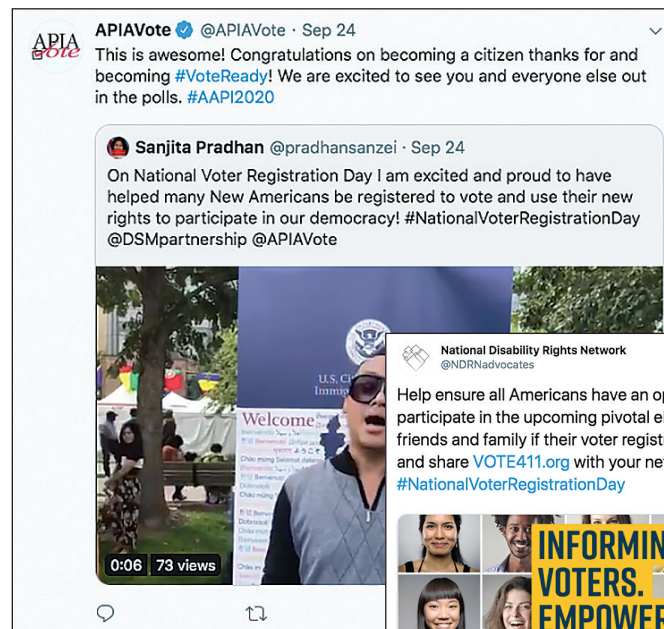 APIA
Vote
APIAVote @APIAVote · Sep 24
This is awesome! Congratulations on becoming a citizen thanks for and
becoming #VoteReady! We are excited to see you and everyone else out
in the polls. #AAPI2020
Sanjita Pradhan @pradhansanzei · Sep 24
On National Voter Registration Day I am excited and proud to have
helped many New Americans be registered to vote and use their new
rights to participate in our democracy! #NationalVoterRegistrationDay
@DSMpartnership @APIAVote
U.S. Ci
Immig
Welcome
0:06 73 views
National Disability Rights Network
@NDRNadvocates
Help ensure all Americans have an op
participate in the upcoming pivotal el
friends and family if their voter regist
and share VOTE411.org with your ne
#NationalVoterRegistrationDay
INFORMIN
VOTERS.
EMPOWER